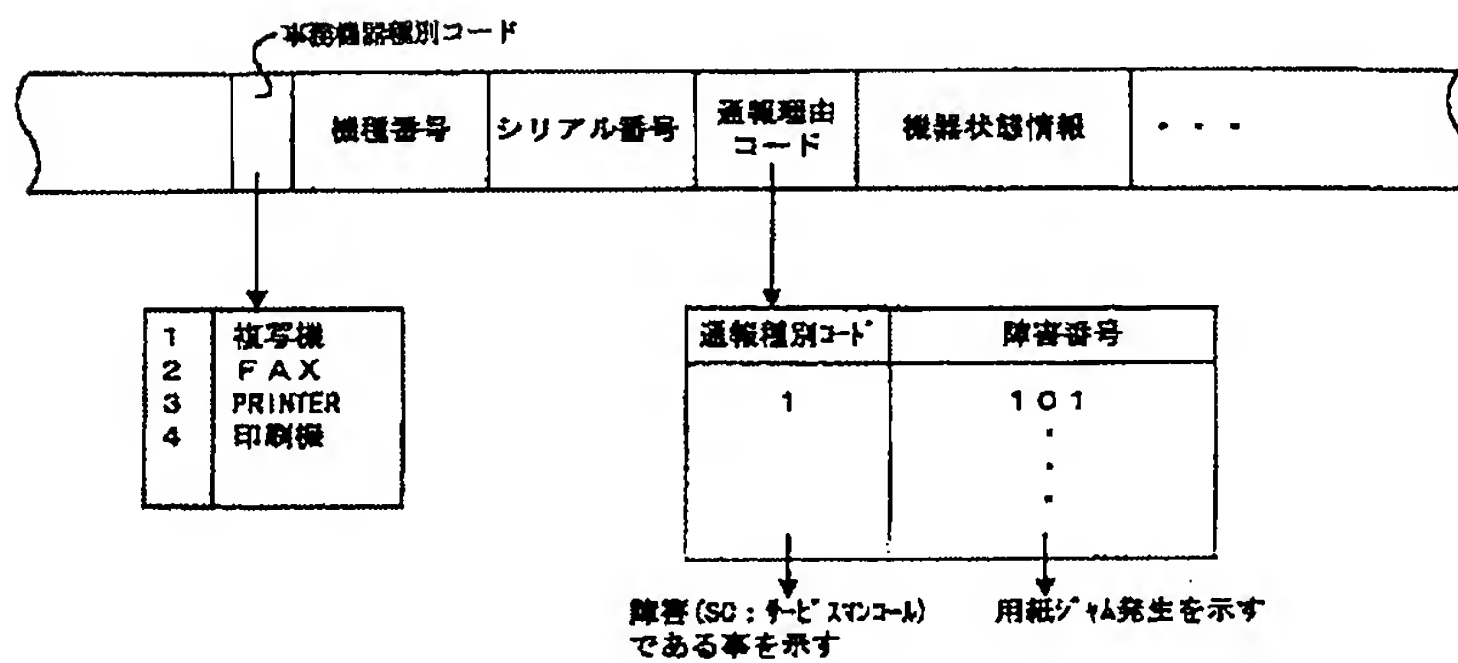 事務機器種別コード
機種番号
シリアル番号
通報理由
コード
機器状態情報
・・・
1 複写機
2 FAX
3 PRINTER
4 印刷機
通報種別コード 障害番号
1 101
・
・
・
障害(SC:サービスマンコール)
である事を示す
用紙ジャム発生を示す